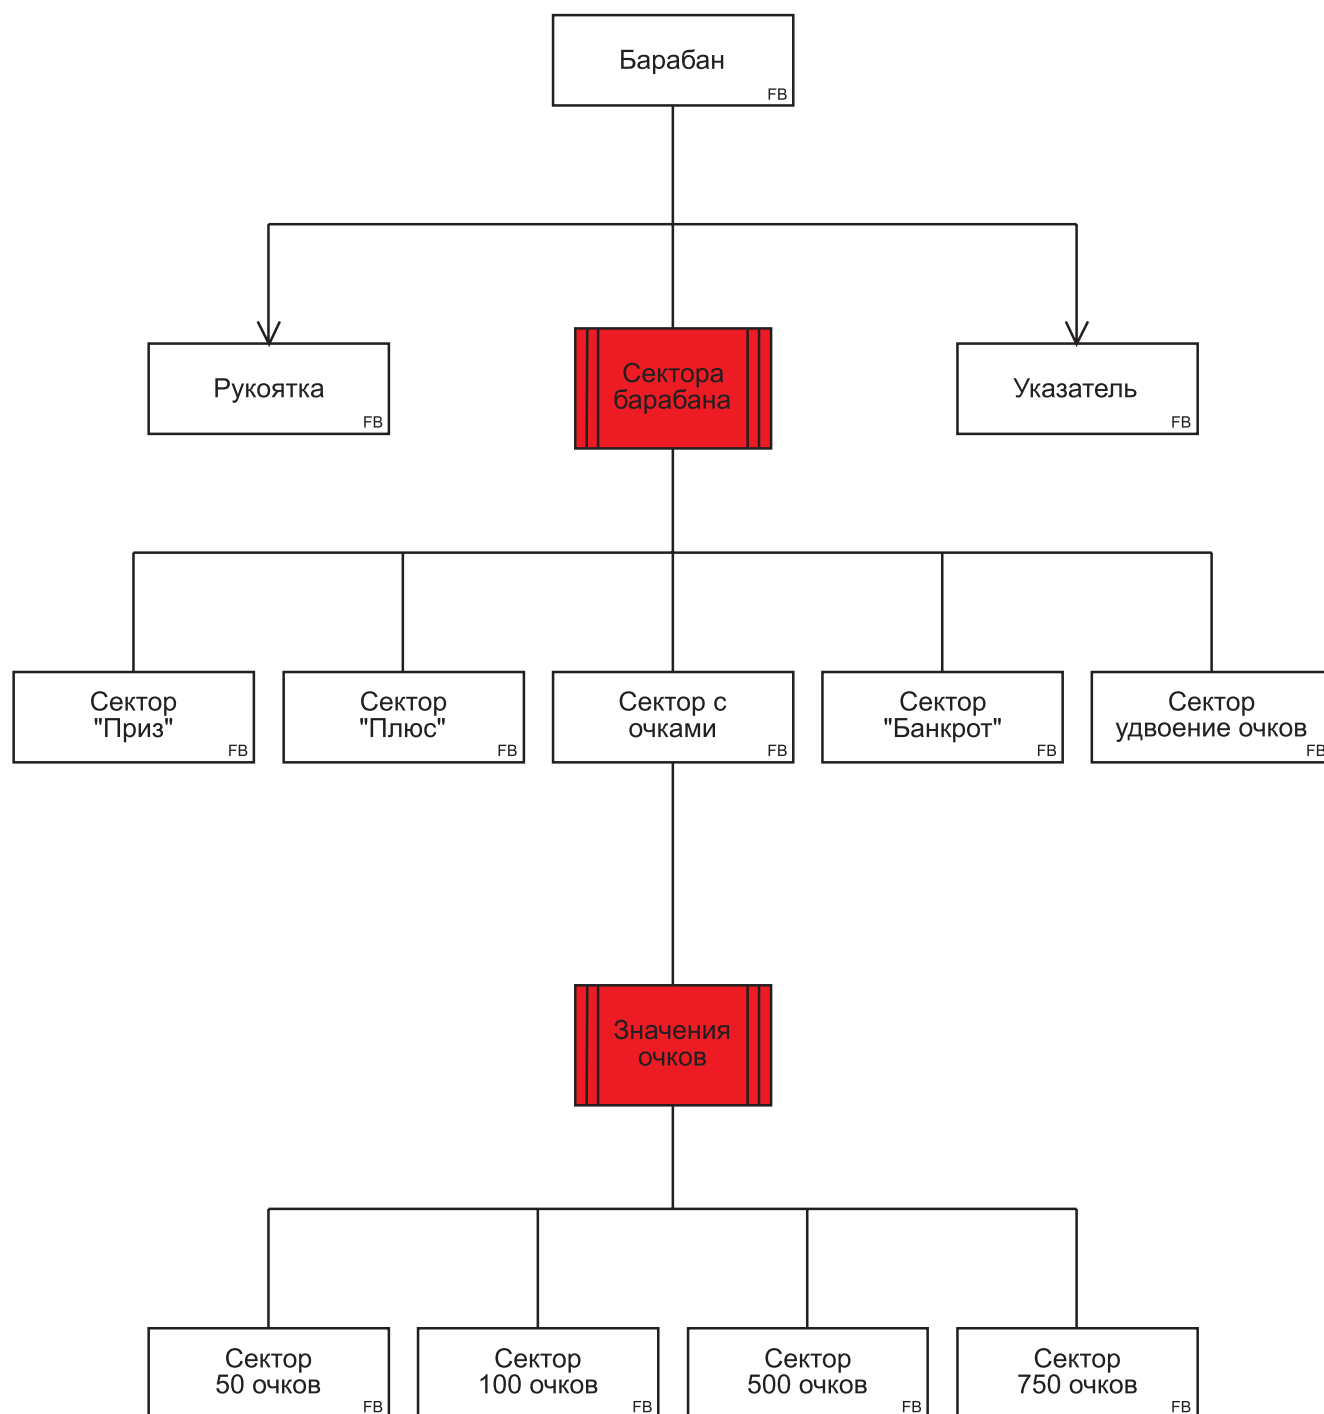 Барабан
FB
Рукоятка
FB
Сектора
барабана
Указатель
FB
Сектор
"Приз"
FB
Сектор
"Плюс"
FB
Сектор с
очками
FB
Сектор
"Банкрот"
FB
Сектор
удвоение очков
FB
Значения
очков
Сектор
50 очков
FB
Сектор
100 очков
FB
Сектор
500 очков
FB
Сектор
750 очков
FB